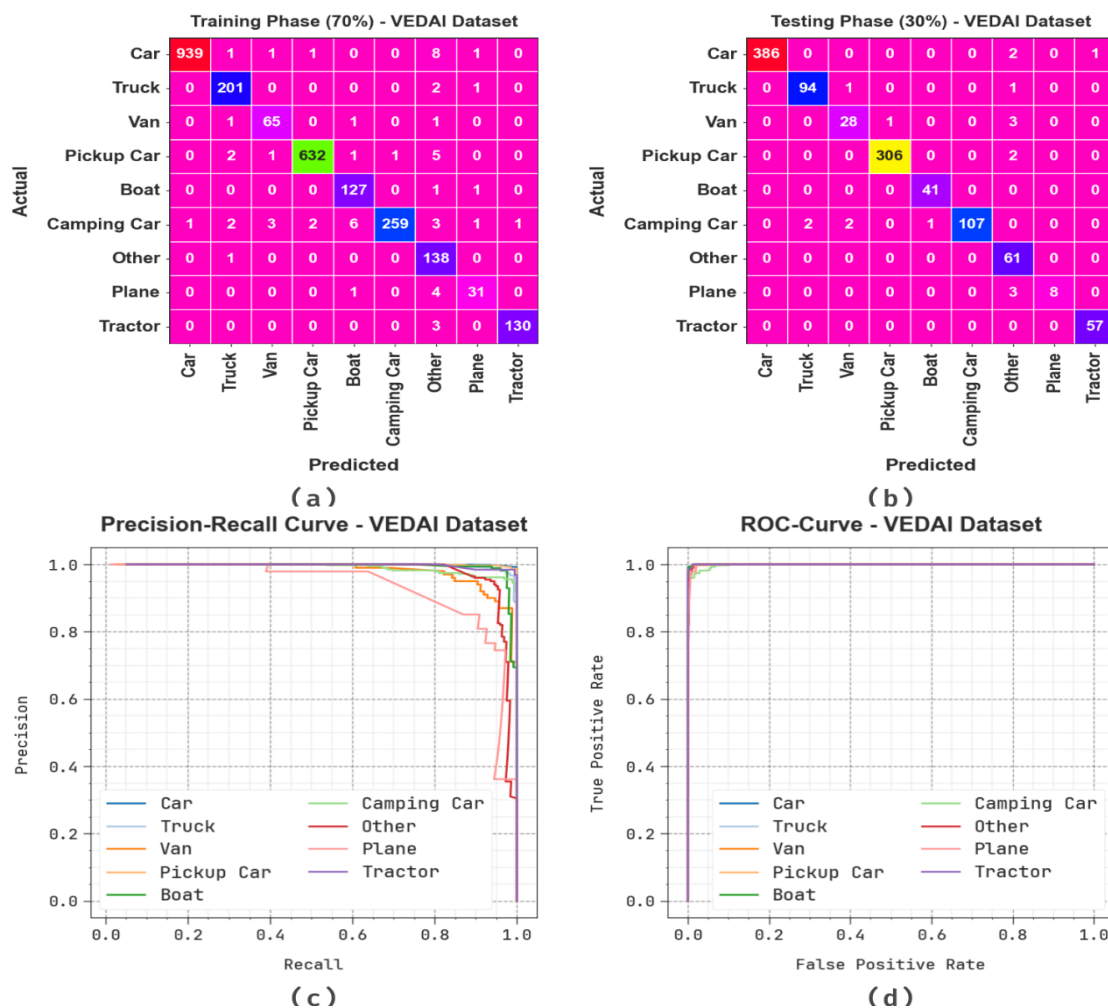 Training Phase (70%) - VEDAI Dataset
Actual
Car 939 1 1 1 0 0 8 1 0
Truck 0 201 0 0 0 0 2 1 0
Van 0 1 65 0 1 0 1 0 0
Pickup Car 0 2 1 632 1 1 5 0 0
Boat 0 0 0 0 127 0 1 1 0
Camping Car 1 2 3 2 6 259 3 1 1
Other 0 1 0 0 0 0 138 0 0
Plane 0 0 0 0 1 0 4 31 0
Tractor 0 0 0 0 0 0 3 0 130
Car Truck Van Pickup Car Boat Camping Car Other Plane Tractor
Predicted
(a)
Testing Phase (30%) - VEDAI Dataset
Actual
Car 386 0 0 0 0 0 2 0 1
Truck 0 94 1 0 0 0 1 0 0
Van 0 0 28 1 0 0 3 0 0
Pickup Car 0 0 0 306 0 0 2 0 0
Boat 0 0 0 0 41 0 0 0 0
Camping Car 0 2 2 0 1 107 0 0 0
Other 0 0 0 0 0 0 61 0 0
Plane 0 0 0 0 0 0 3 8 0
Tractor 0 0 0 0 0 0 0 0 57
Car Truck Van Pickup Car Boat Camping Car Other Plane Tractor
Predicted
(b)
Precision-Recall Curve - VEDAI Dataset
Precision
1.0
0.8
0.6
0.4
0.2
0.0
Car
Truck
Van
Pickup Car
Boat
Camping Car
Other
Plane
Tractor
0.0 0.2 0.4 0.6 0.8 1.0
Recall
(c)
ROC-Curve - VEDAI Dataset
True Positive Rate
1.0
0.8
0.6
0.4
0.2
0.0
Car
Truck
Van
Pickup Car
Boat
Camping Car
Other
Plane
Tractor
0.0 0.2 0.4 0.6 0.8 1.0
False Positive Rate
(d)